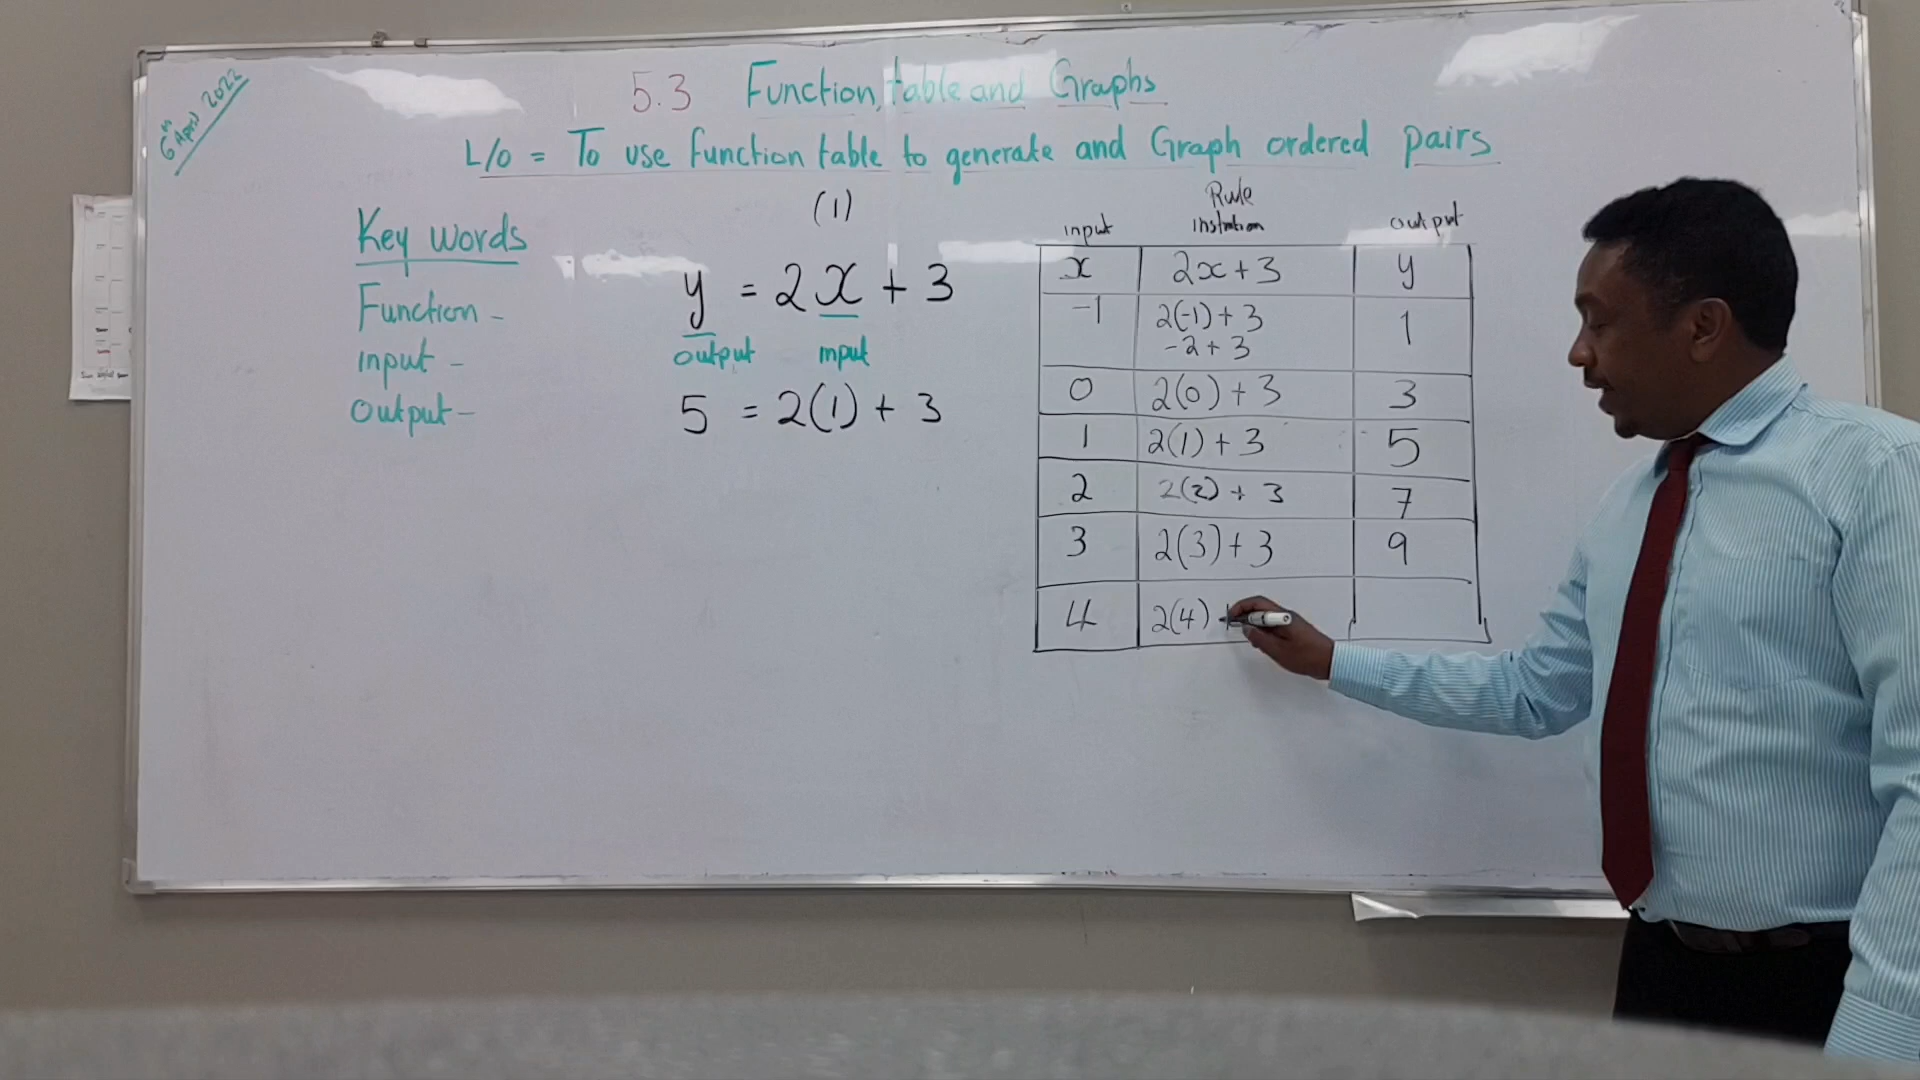 6th April 2022
5.3 Function, table and Graphs
L/o = To use function table to generate and Graph ordered pairs
Key words
Function -
input -
output -
(1)
y = 2x + 3
output input
5 = 2(1) + 3
Rule
input output
x 2x + 3 y
-1 2(-1) + 3 1
-2 + 3
0 2(0) + 3 3
1 2(1) + 3 5
2 2(2) + 3 7
3 2(3) + 3 9
4 2(4) +